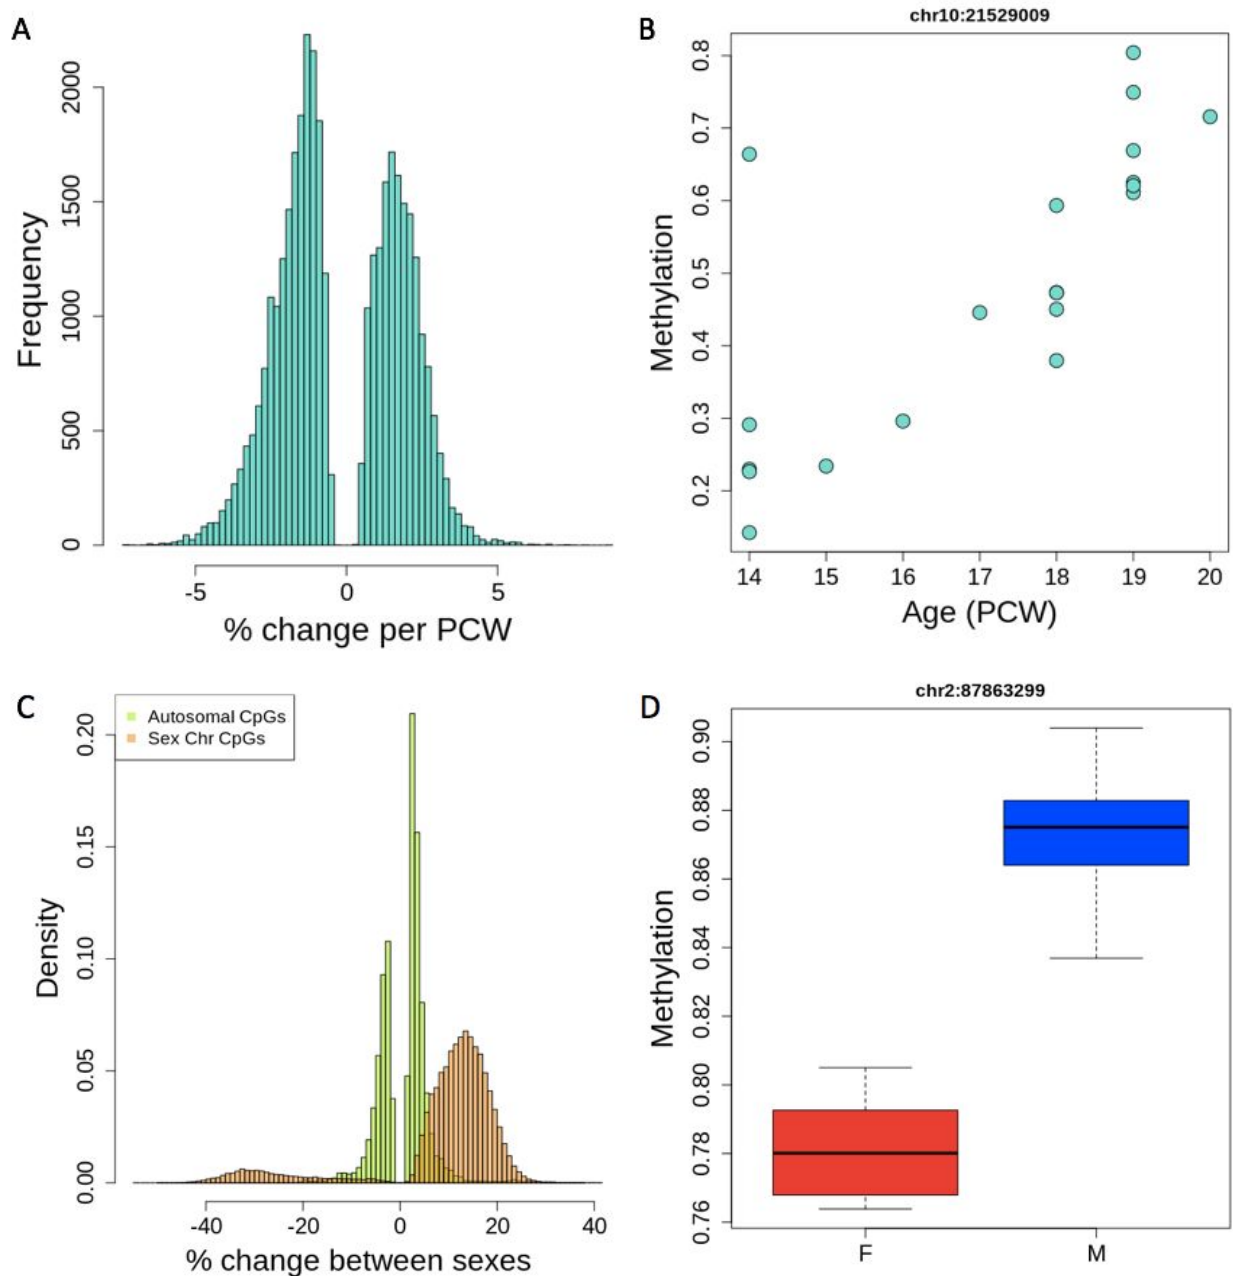 A
Frequency
0
500
1000
1500
2000
-5
0
5
% change per PCW
B
chr10:21529009
Methylation
0.2
0.3
0.4
0.5
0.6
0.7
0.8
14
15
16
17
18
19
20
Age (PCW)
C
Autosomal CpGs
Sex Chr CpGs
Density
0.00
0.05
0.10
0.15
0.20
-40
-20
0
20
40
% change between sexes
D
chr2:87863299
Methylation
0.76
0.78
0.80
0.82
0.84
0.86
0.88
0.90
F
M